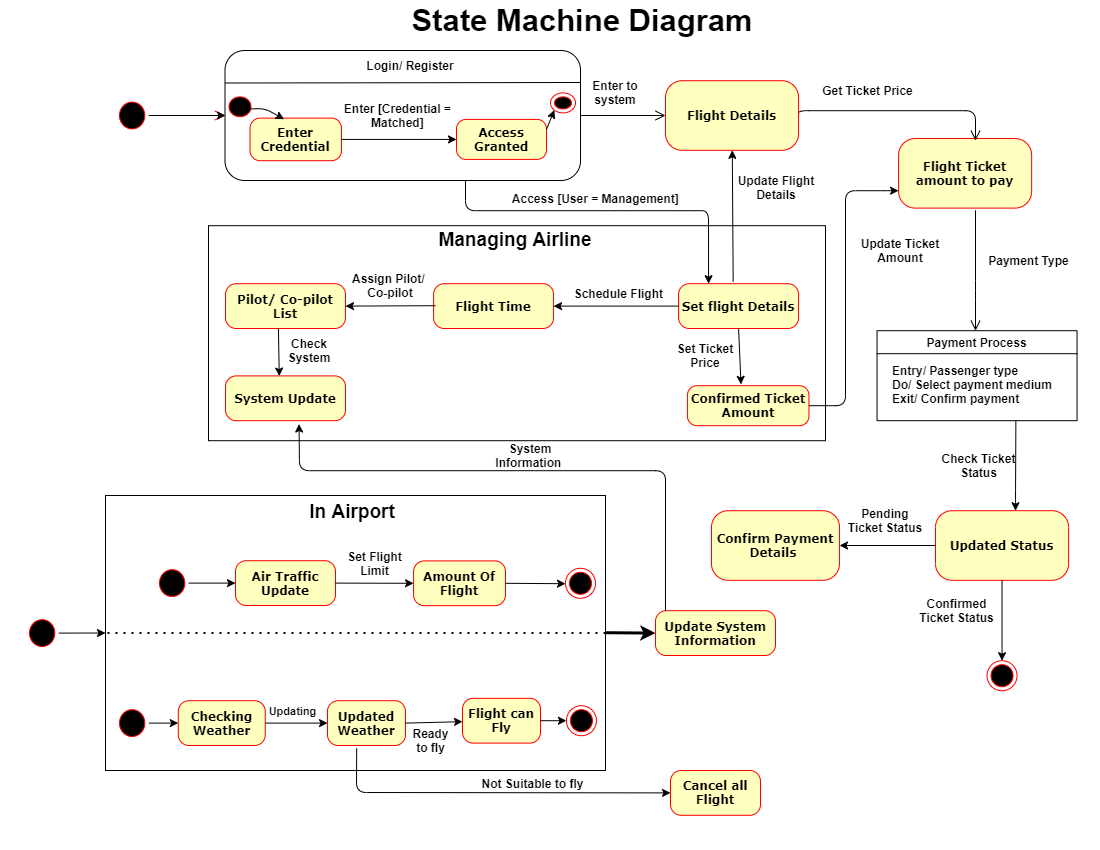 State Machine Diagram
Login/ Register
Enter [Credential =
Matched]
Enter
Credential
Access
Granted
Enter to
system
Flight Details
Get Ticket Price
Flight Ticket
amount to pay
Update Flight
Details
Access [User = Management]
Managing Airline
Update Ticket
Amount
Payment Type
Pilot/ Co-pilot
List
Assign Pilot/
Co-pilot
Flight Time
Schedule Flight
Set flight Details
Check
System
Set Ticket
Price
System Update
Confirmed Ticket
Amount
Payment Process
Entry/ Passenger type
Do/ Select payment medium
Exit/ Confirm payment
System
Information
Check Ticket
Status
In Airport
Pending
Ticket Status
Confirm Payment
Details
Updated Status
Air Traffic
Update
Set Flight
Limit
Amount Of
Flight
Update System
Information
Confirmed
Ticket Status
Checking
Weather
Updating
Updated
Weather
Ready
to fly
Flight can
Fly
Not Suitable to fly
Cancel all
Flight